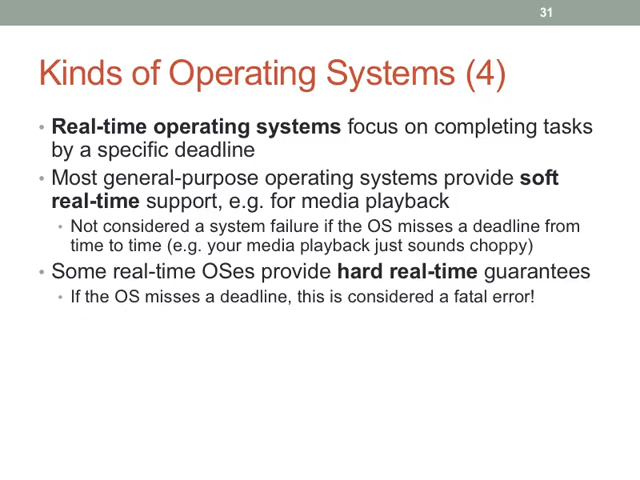 31
Kinds of Operating Systems (4)
• Real-time operating systems focus on completing tasks
by a specific deadline
• Most general-purpose operating systems provide soft
real-time support, e.g. for media playback
• Not considered a system failure if the OS misses a deadline from
time to time (e.g. your media playback just sounds choppy)
• Some real-time OSes provide hard real-time guarantees
• If the OS misses a deadline, this is considered a fatal error!